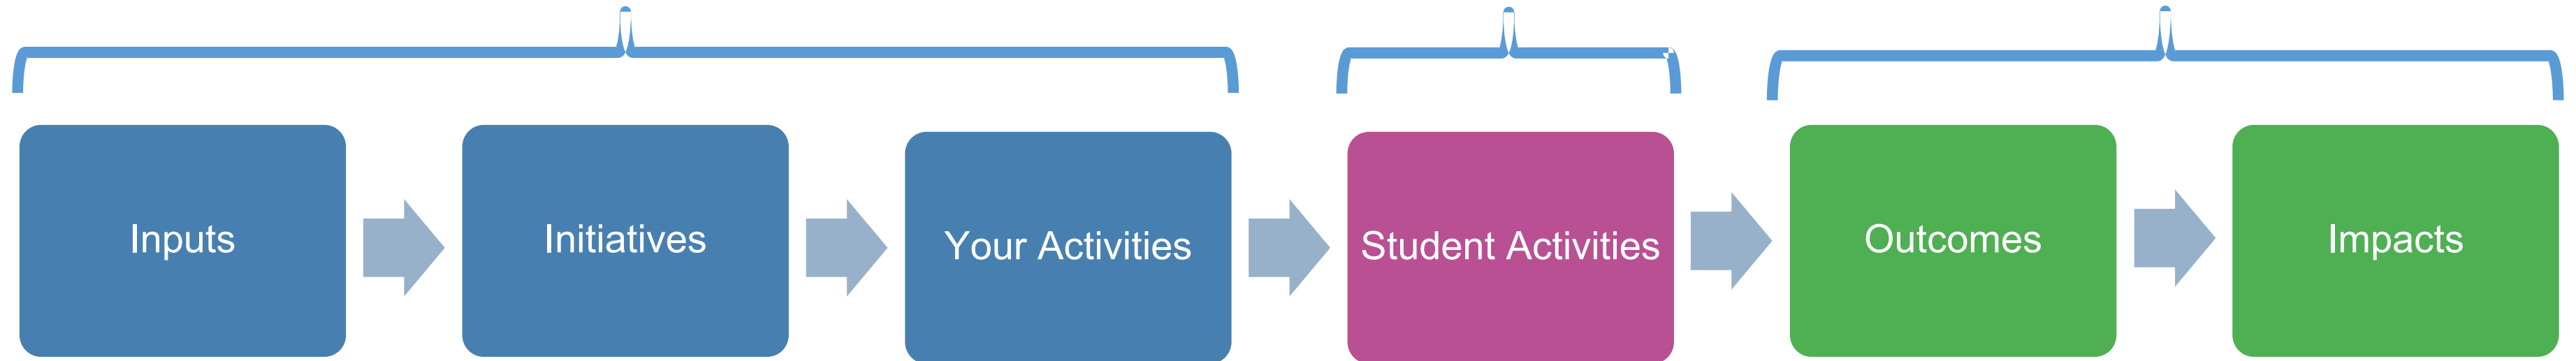 Inputs
Initiatives
Your Activities
Student Activities
Outcomes
Impacts